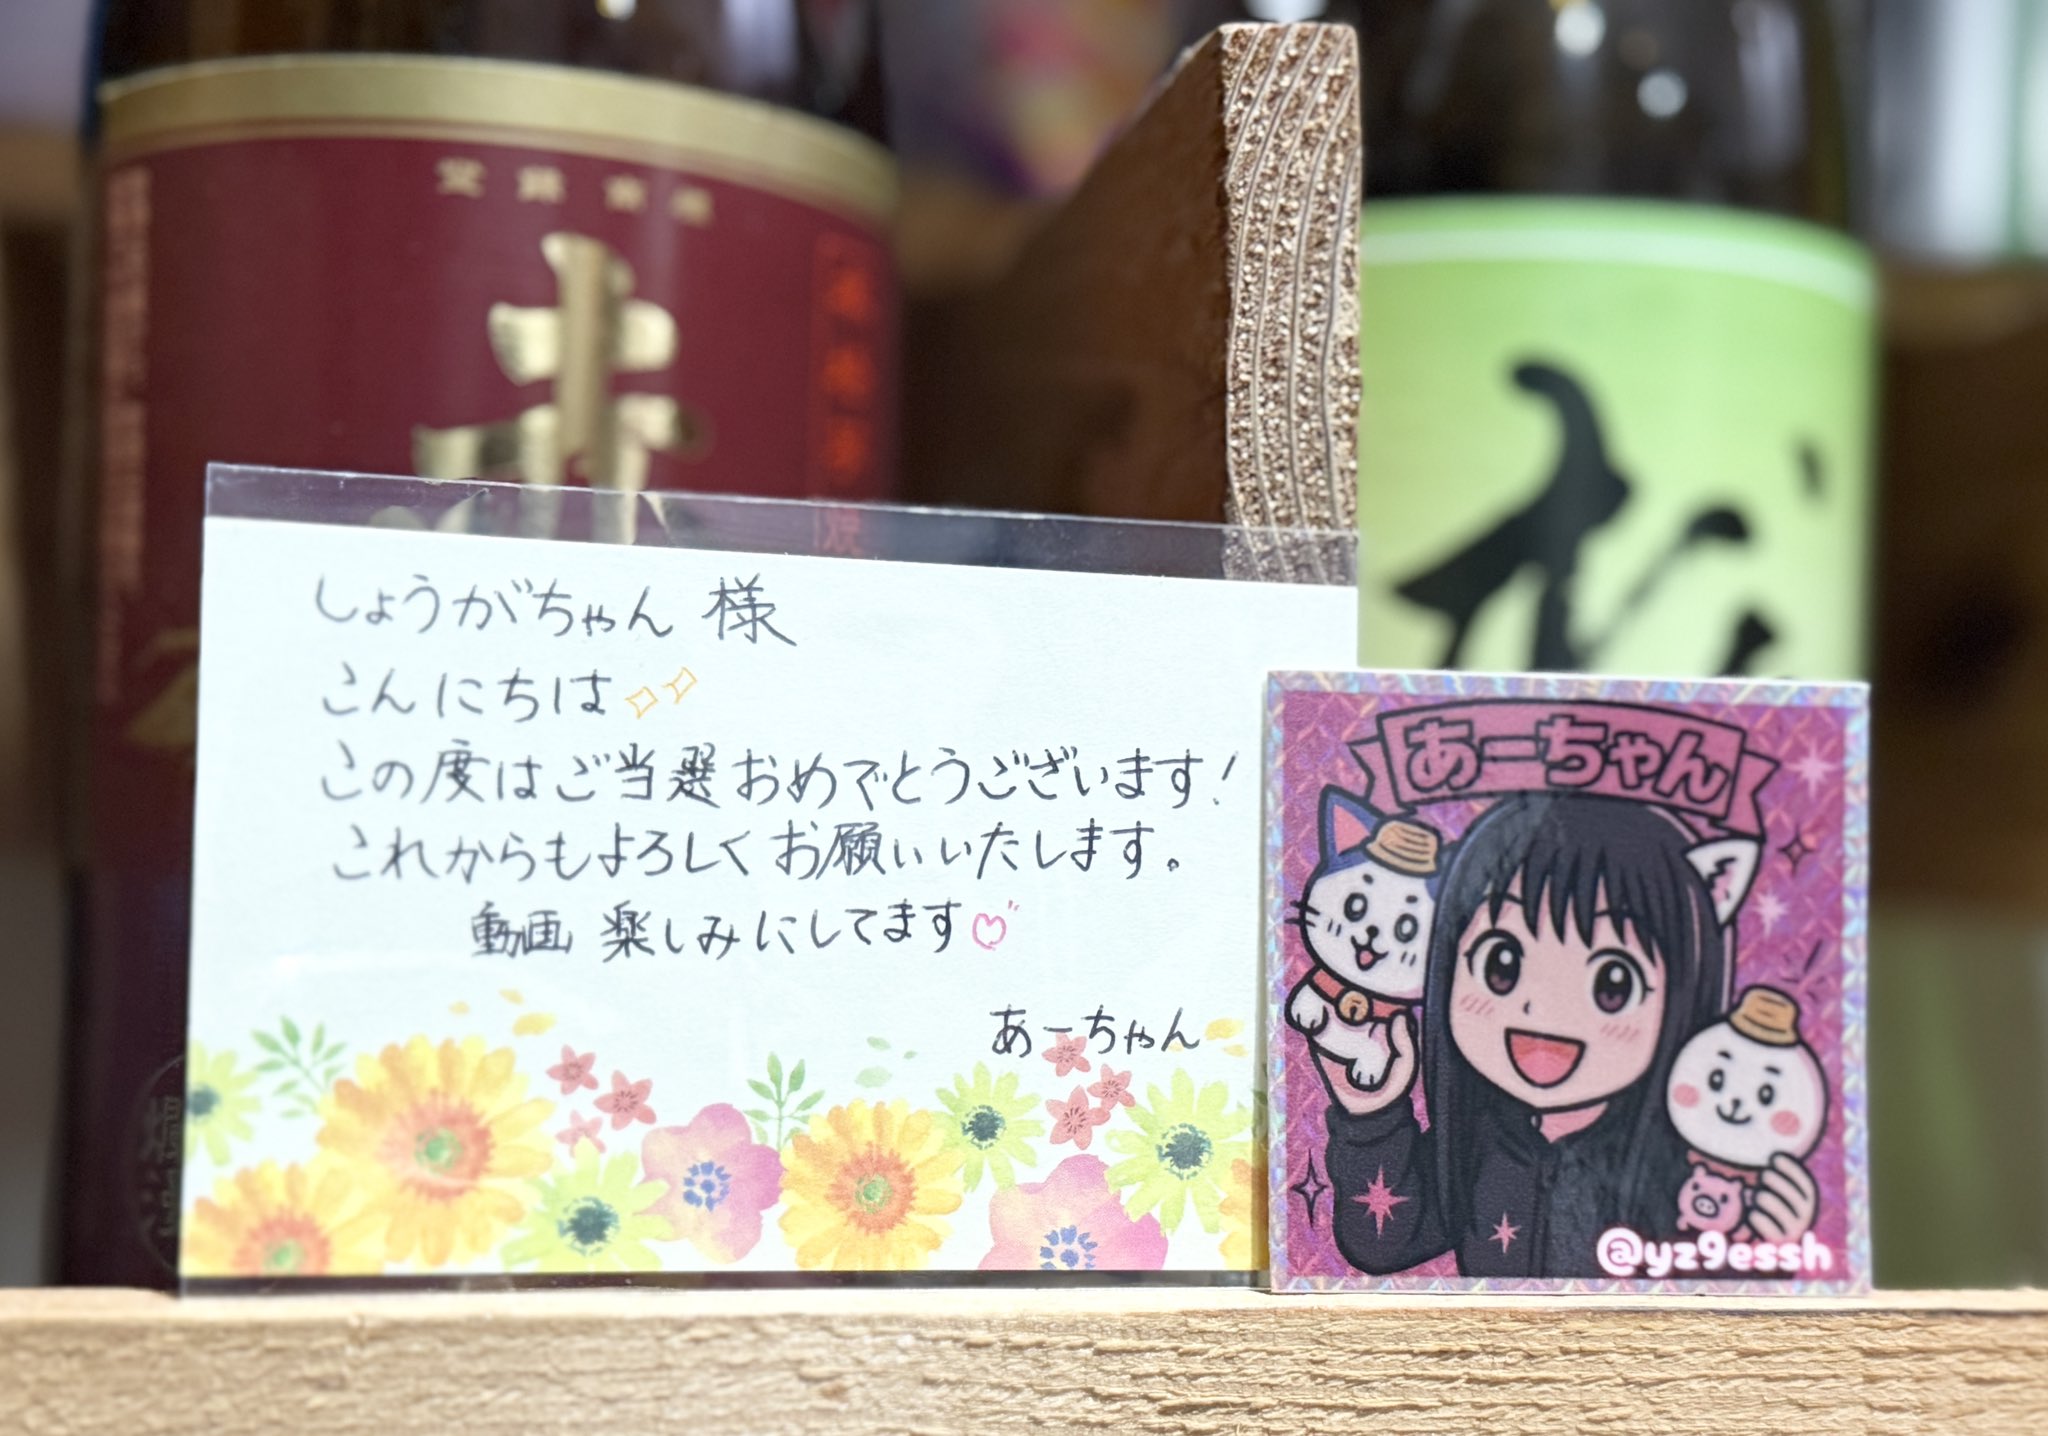 しょうがちゃん 様
こんにちは
この度はご当選おめでとうございます!
これからもよろしくお願いいたします。
動画 楽しみにしてます
あーちゃん
あーちゃん
@yz9essh